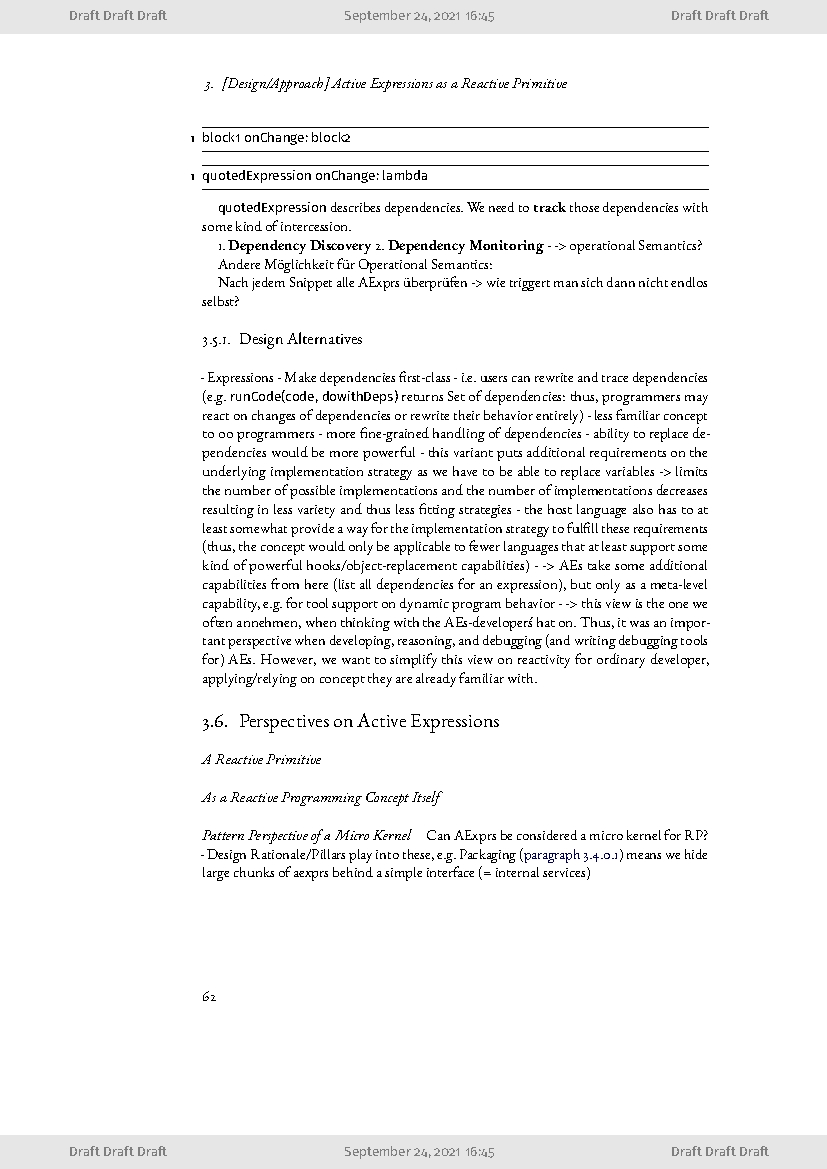 Draft Draft Draft September 24, 2021 16:45 Draft Draft Draft
3. [Design/Approach] Active Expressions as a Reactive Primitive
1 block1 onChange: block2
1 quotedExpression onChange: lambda
quotedExpression describes dependencies. We need to track those dependencies with
some kind of intercession.
1. Dependency Discovery 2. Dependency Monitoring - -> operational Semantics?
Andere Möglichkeit für Operational Semantics:
Nach jedem Snippet alle AExprs überprüfen -> wie triggert man sich dann nicht endlos
selbst?
3.5.1. Design Alternatives
- Expressions - Make dependencies first-class - i.e. users can rewrite and trace dependencies
(e.g. runCode(code, dowithDeps) returns Set of dependencies: thus, programmers may
react on changes of dependencies or rewrite their behavior entirely) - less familiar concept
to oo programmers - more fine-grained handling of dependencies - ability to replace de-
pendencies would be more powerful - this variant puts additional requirements on the
underlying implementation strategy as we have to be able to replace variables -> limits
the number of possible implementations and the number of implementations decreases
resulting in less variety and thus less fitting strategies - the host language also has to at
least somewhat provide a way for the implementation strategy to fulfill these requirements
(thus, the concept would only be applicable to fewer languages that at least support some
kind of powerful hooks/object-replacement capabilities) - -> AEs take some additional
capabilities from here (list all dependencies for an expression), but only as a meta-level
capability, e.g. for tool support on dynamic program behavior - -> this view is the one we
often annehmen, when thinking with the AEs-developerś hat on. Thus, it was an impor-
tant perspective when developing, reasoning, and debugging (and writing debugging tools
for) AEs. However, we want to simplify this view on reactivity for ordinary developer,
applying/relying on concept they are already familiar with.
3.6. Perspectives on Active Expressions
A Reactive Primitive
As a Reactive Programming Concept Itself
Pattern Perspective of a Micro Kernel Can AExprs be considered a micro kernel for RP?
- Design Rationale/Pillars play into these, e.g. Packaging (paragraph 3.4.0.1) means we hide
large chunks of aexprs behind a simple interface (= internal services)
62
Draft Draft Draft September 24, 2021 16:45 Draft Draft Draft